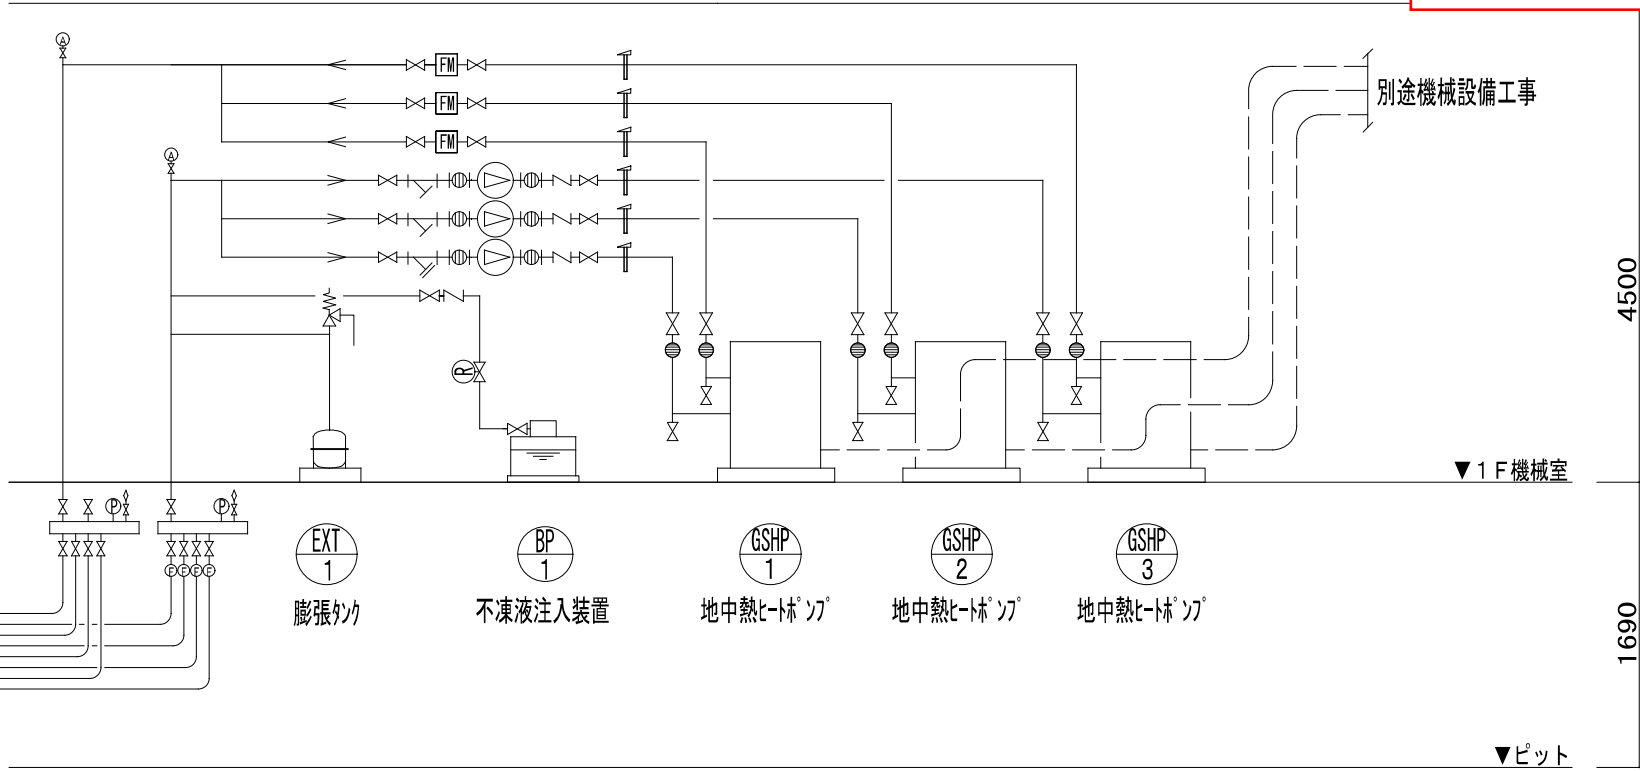 A
FM
別途機械設備工事
FM
FM
A
4500
R
▼1F機械室
P
P
EXT
1
BP
1
GSHP
1
GSHP
2
GSHP
3
F F F F
膨張タンク
不凍液注入装置
地中熱ヒートポンプ
地中熱ヒートポンプ
地中熱ヒートポンプ
1690
▼ピット